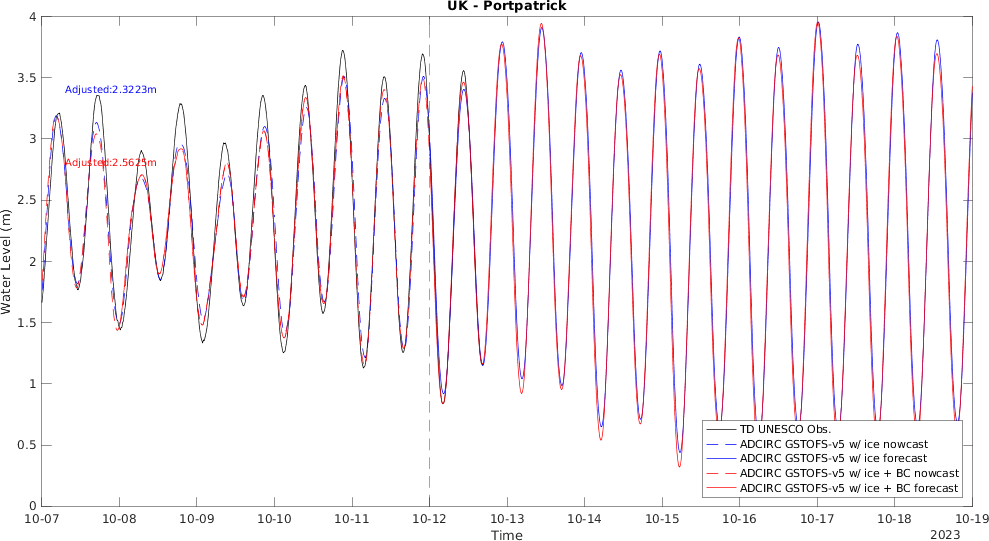 UK - Portpatrick
Water Level (m)
4
3.5
3
2.5
2
1.5
1
0.5
0
Adjusted:2.3223m
Adjusted:2.5625m
TD UNESCO Obs.
ADCIRC GSTOFS-v5 w/ ice nowcast
ADCIRC GSTOFS-v5 w/ ice forecast
ADCIRC GSTOFS-v5 w/ ice + BC nowcast
ADCIRC GSTOFS-v5 w/ ice + BC forecast
10-07 10-08 10-09 10-10 10-11 10-12 10-13 10-14 10-15 10-16 10-17 10-18 10-19
Time
2023